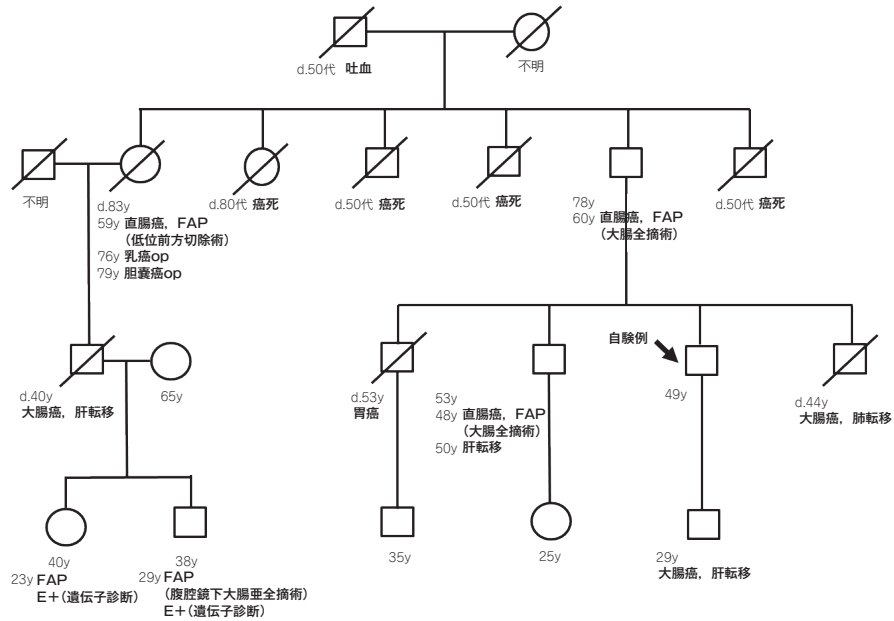 d.50代 吐血
不明
不明
d.83y
59y 直腸癌，FAP
（低位前方切除術）
76y 乳癌op
79y 胆嚢癌op
d.80代 癌死
d.50代 癌死
d.50代 癌死
78y
60y 直腸癌，FAP
（大腸全摘術）
d.50代 癌死
d.40y
大腸癌，肝転移
65y
d.53y
胃癌
53y
48y 直腸癌，FAP
（大腸全摘術）
50y 肝転移
自験例
49y
d.44y
大腸癌，肺転移
40y
23y FAP
E＋（遺伝子診断）
38y
29y FAP
（腹腔鏡下大腸亜全摘術）
E＋（遺伝子診断）
35y
25y
29y
大腸癌，肝転移